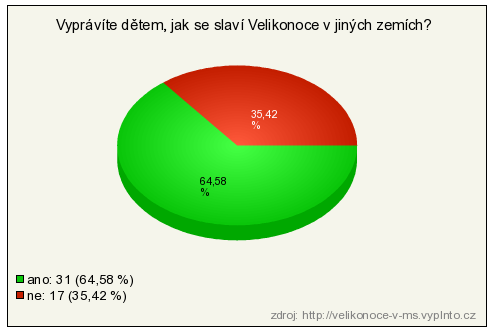 Vyprávíte dětem, jak se slaví Velikonoce v jiných zemích?
35,42
%
64,58
%
ano: 31 (64,58 %)
ne: 17 (35,42 %)
zdroj: http://velikonoce-v-ms.vyplnto.cz